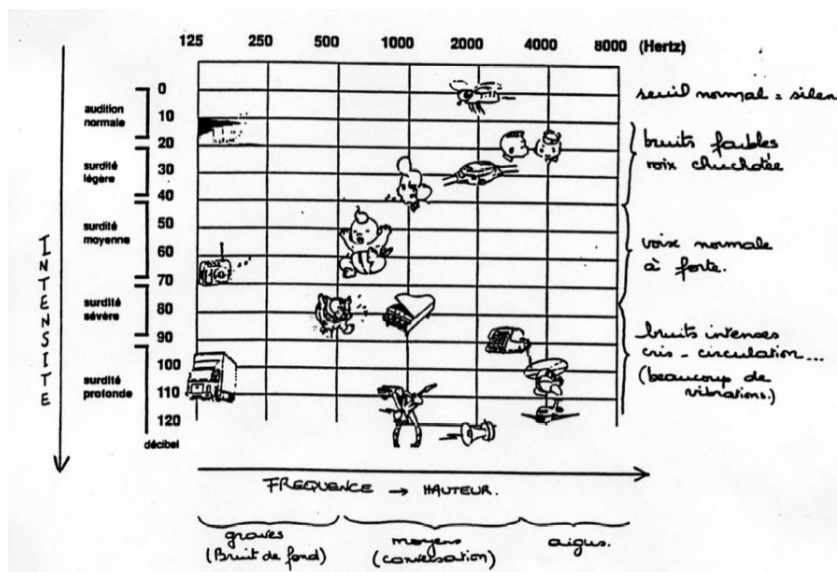 125 250 500 1000 2000 4000 8000 (Hertz)
0
10
20
30
40
50
60
70
80
90
100
110
120
décibel
audition
normale
surdité
légère
surdité
moyenne
surdité
sévère
surdité
profonde
INTENSITE
seuil normal = silen
bruits faibles
voix chuchotée
voix normale
à forte.
bruits intenses
cris - circulation...
(beaucoup de
vibrations.)
FREQUENCE → HAUTEUR.
graves
(Bruit de fond)
moyens
(conversation)
aigus.